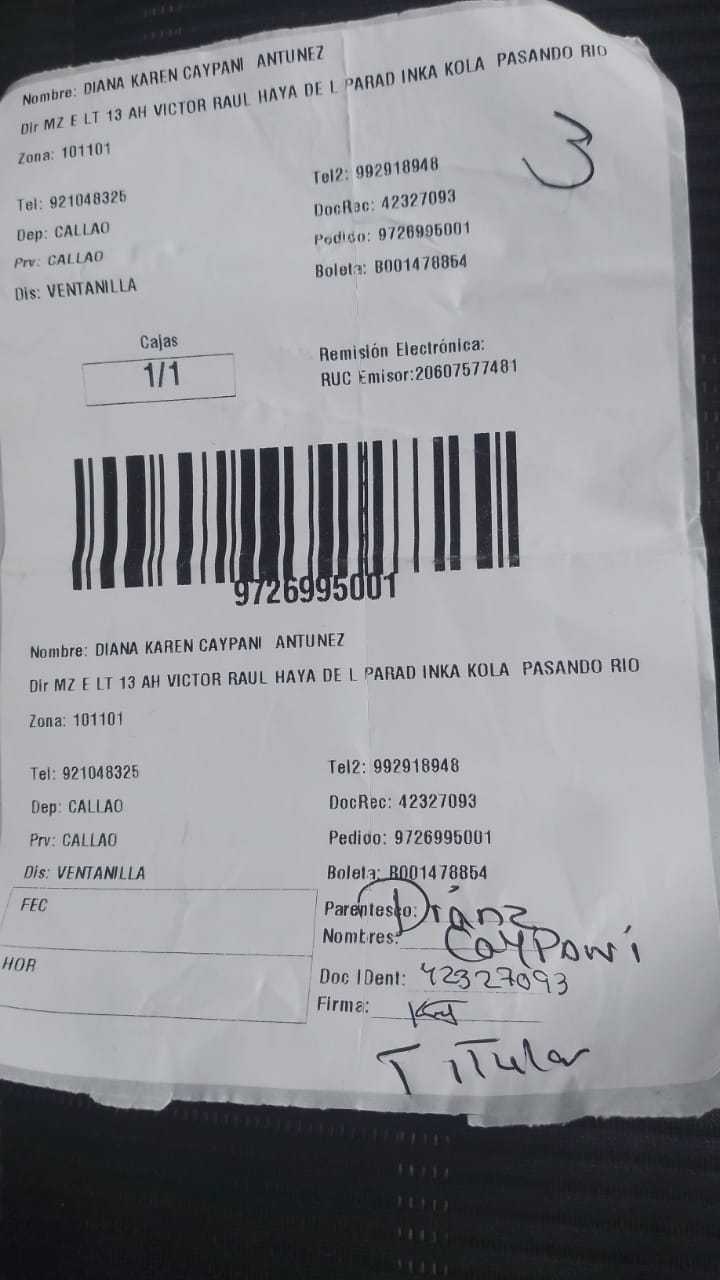 Nombre: DIANA KAREN CAYPANI ANTUNEZ
Dir MZ E LT 13 AH VICTOR RAUL HAYA DE L PARAD INKA KOLA PASANDO RIO
Zona: 101101
3
Tel: 921048325 Tel2: 992918948
Dep: CALLAO DocRec: 42327093
Prv: CALLAO Pedido: 9726995001
Dis: VENTANILLA Boleta: B001478854
Cajas
1/1
Remisión Electrónica:
RUC Emisor:20607577481
9726995001
Nombre: DIANA KAREN CAYPANI ANTUNEZ
Dir MZ E LT 13 AH VICTOR RAUL HAYA DE L PARAD INKA KOLA PASANDO RIO
Zona: 101101
Tel: 921048325 Tel2: 992918948
Dep: CALLAO DocRec: 42327093
Prv: CALLAO Pedido: 9726995001
Dis: VENTANILLA Boleta: B001478854
FEC
HOR
Parentesco: Diana
Nombres: Caypani
Doc IDent: 42327093
Firma:
Titular